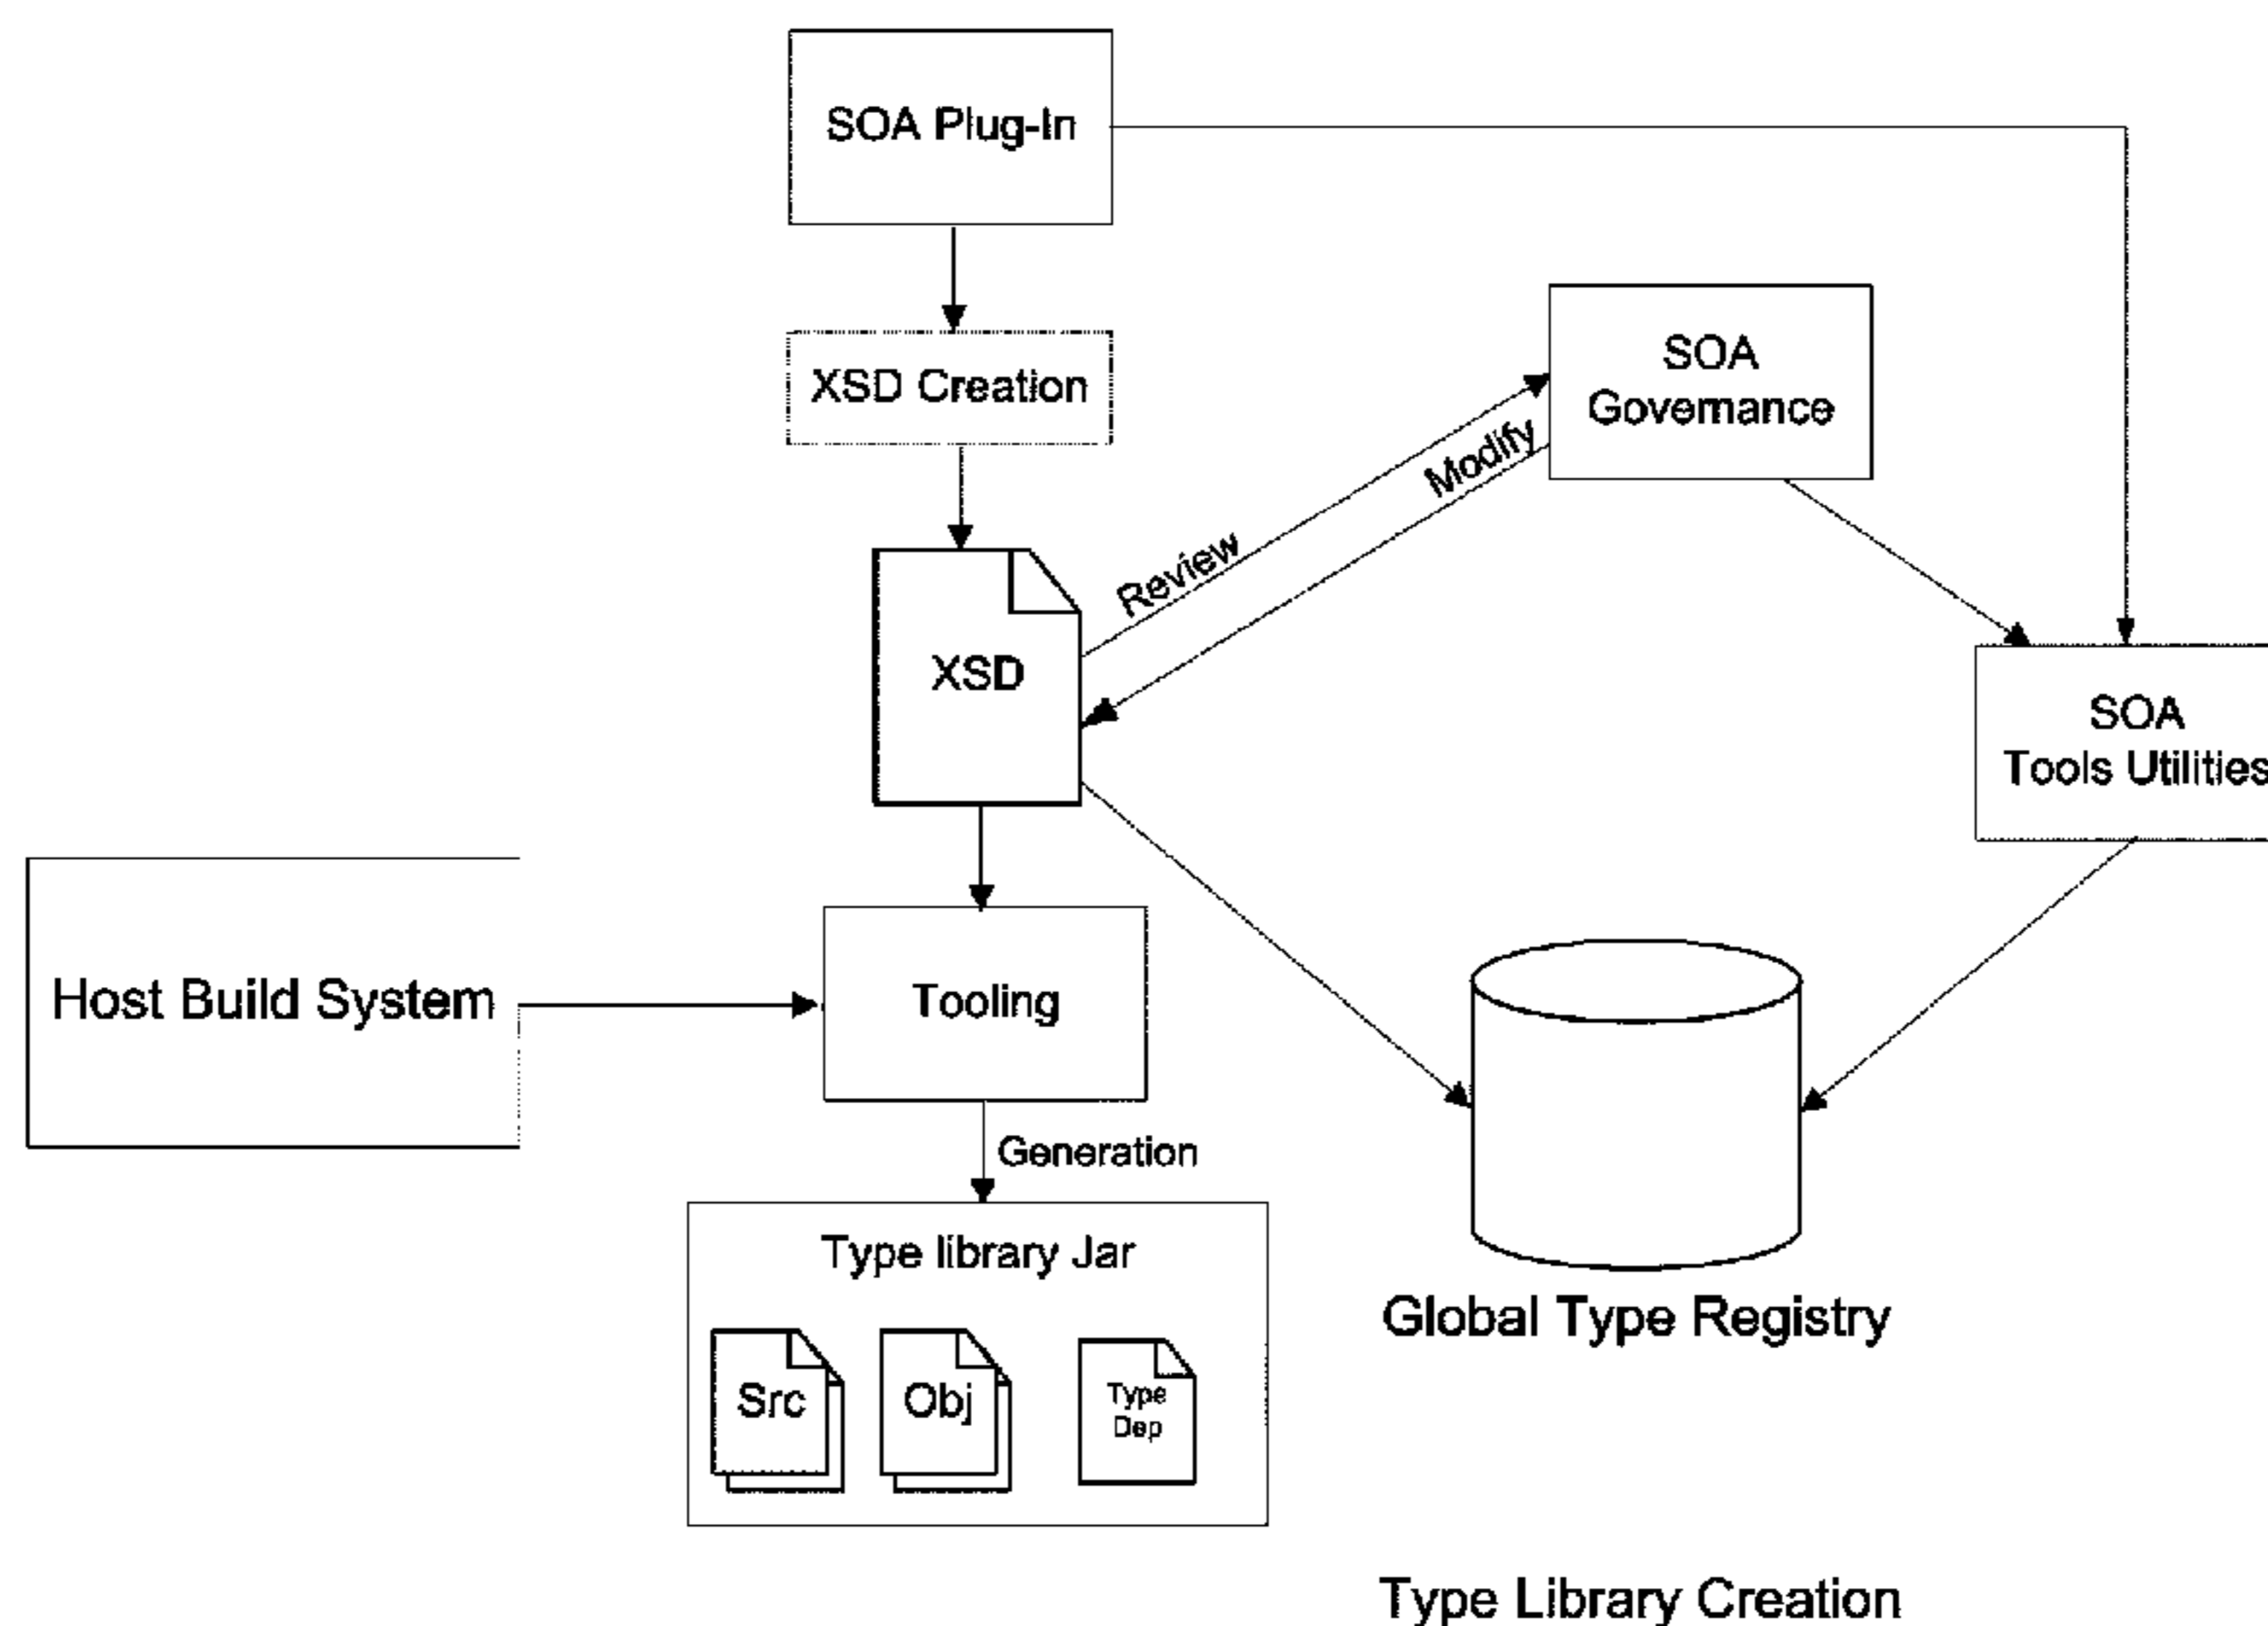 SOA Plug-In
XSD Creation
SOA
Governance
Modify
Review
XSD
SOA
Tools Utilities
Host Build System
Tooling
Generation
Type library Jar
Src
Obj
Type
Dep
Global Type Registry
Type Library Creation